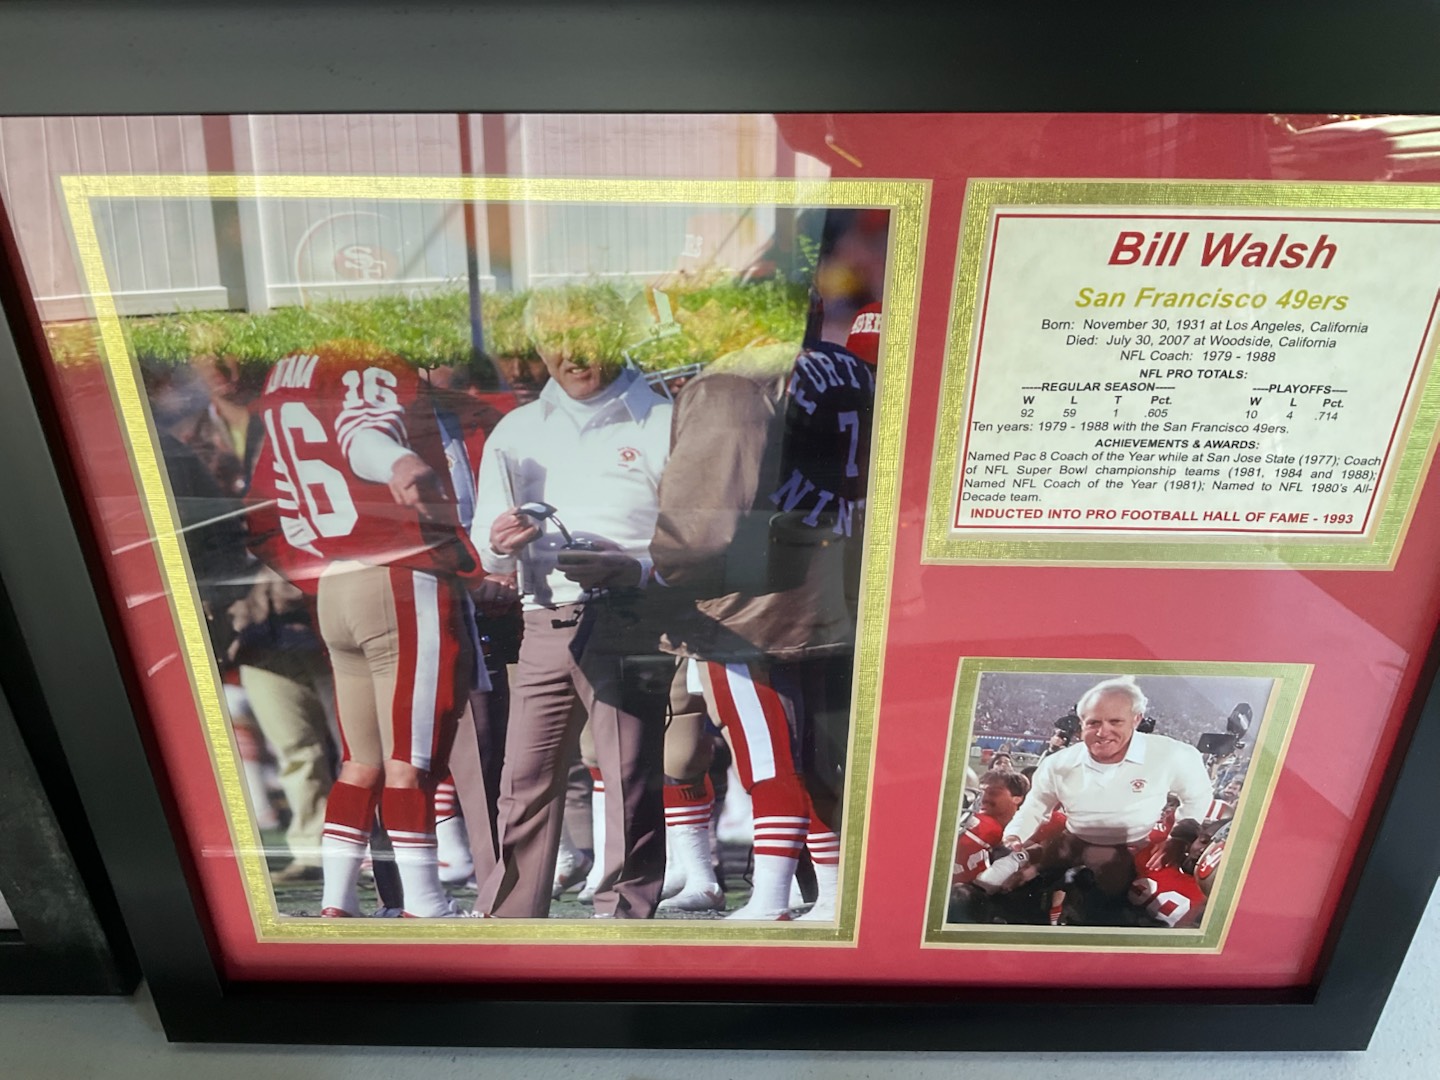 Bill Walsh
San Francisco 49ers
Born: November 30, 1931 at Los Angeles, California
Died: July 30, 2007 at Woodside, California
NFL Coach: 1979 - 1988
NFL PRO TOTALS:
-----REGULAR SEASON----- ----PLAYOFFS----
W L T Pct. W L Pct.
92 59 1 .605 10 4 .714
Ten years: 1979 - 1988 with the San Francisco 49ers.
ACHIEVEMENTS & AWARDS:
Named Pac 8 Coach of the Year while at San Jose State (1977); Coach
of NFL Super Bowl championship teams (1981, 1984 and 1988);
Named NFL Coach of the Year (1981); Named to NFL 1980's All-
Decade team.
INDUCTED INTO PRO FOOTBALL HALL OF FAME - 1993
16
16
SF
7